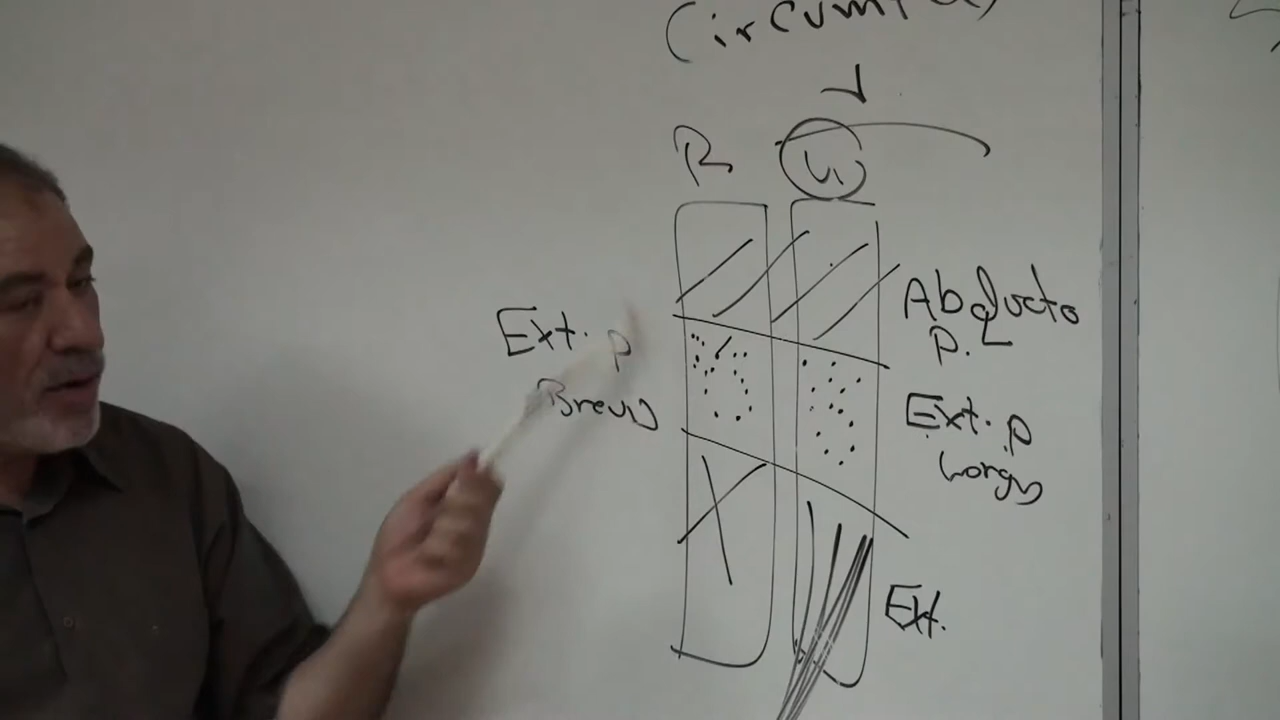 R
Abducto
P. L
Ext. P
Brevis
Ext. P
Longus
Ext.